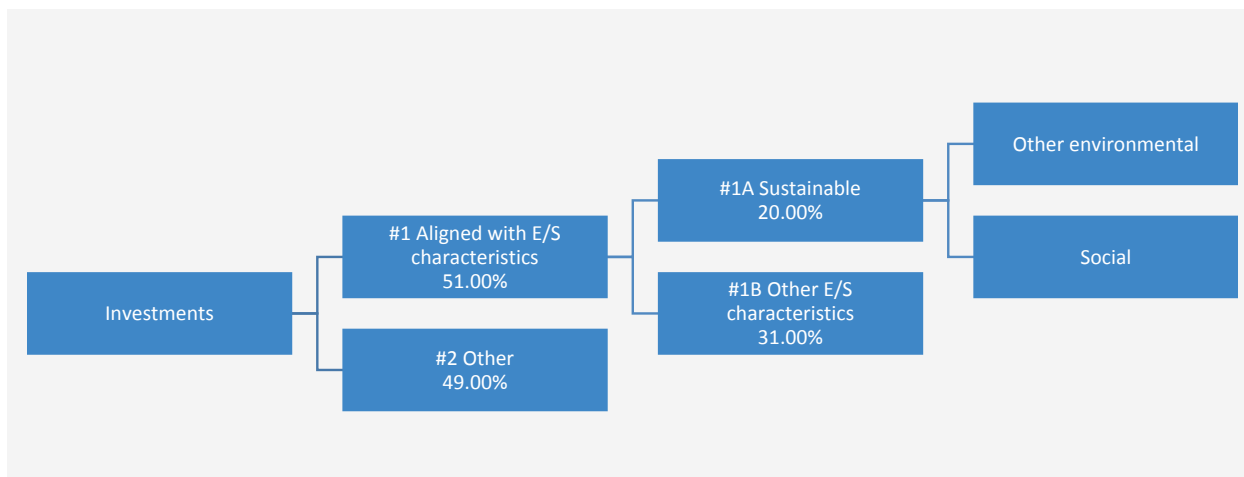 Investments
#1 Aligned with E/S
characteristics
51.00%
#2 Other
49.00%
#1A Sustainable
20.00%
#1B Other E/S
characteristics
31.00%
Other environmental
Social